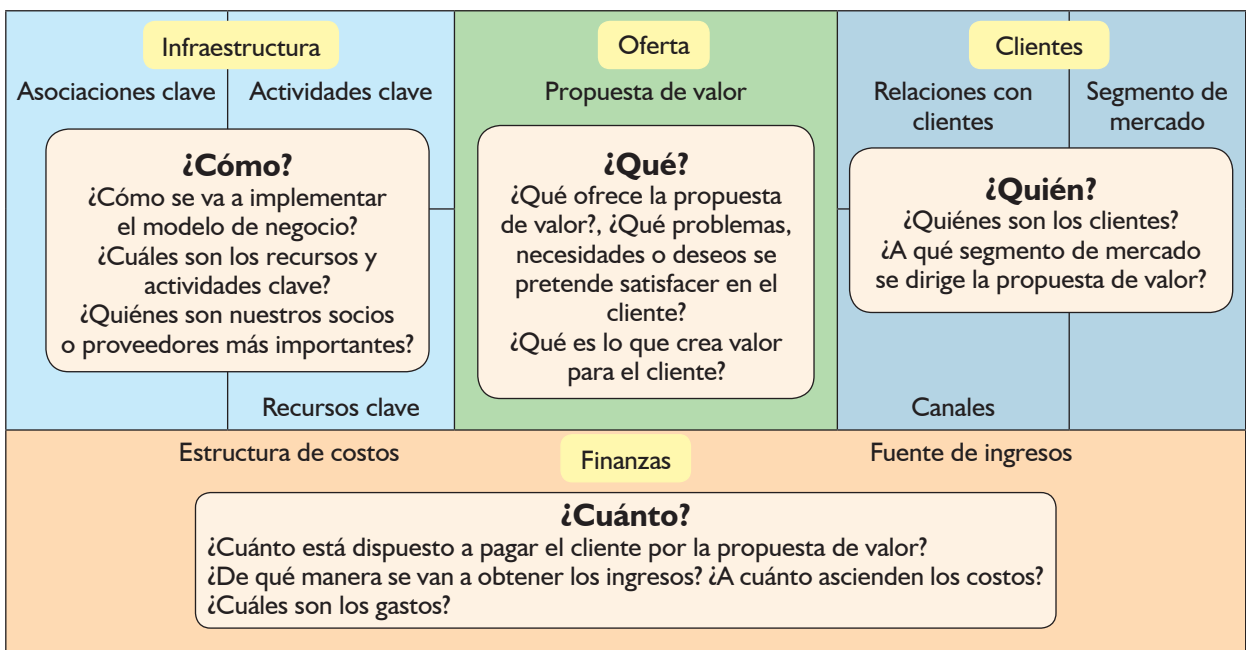 Infraestructura
Asociaciones clave
Actividades clave
¿Cómo?
¿Cómo se va a implementar
el modelo de negocio?
¿Cuáles son los recursos y
actividades clave?
¿Quiénes son nuestros socios
o proveedores más importantes?
Recursos clave
Oferta
Propuesta de valor
¿Qué?
¿Qué ofrece la propuesta
de valor?, ¿Qué problemas,
necesidades o deseos se
pretende satisfacer en el
cliente?
¿Qué es lo que crea valor
para el cliente?
Clientes
Relaciones con
clientes
Segmento de
mercado
¿Quién?
¿Quiénes son los clientes?
¿A qué segmento de mercado
se dirige la propuesta de valor?
Canales
Estructura de costos
Finanzas
Fuente de ingresos
¿Cuánto?
¿Cuánto está dispuesto a pagar el cliente por la propuesta de valor?
¿De qué manera se van a obtener los ingresos? ¿A cuánto ascienden los costos?
¿Cuáles son los gastos?